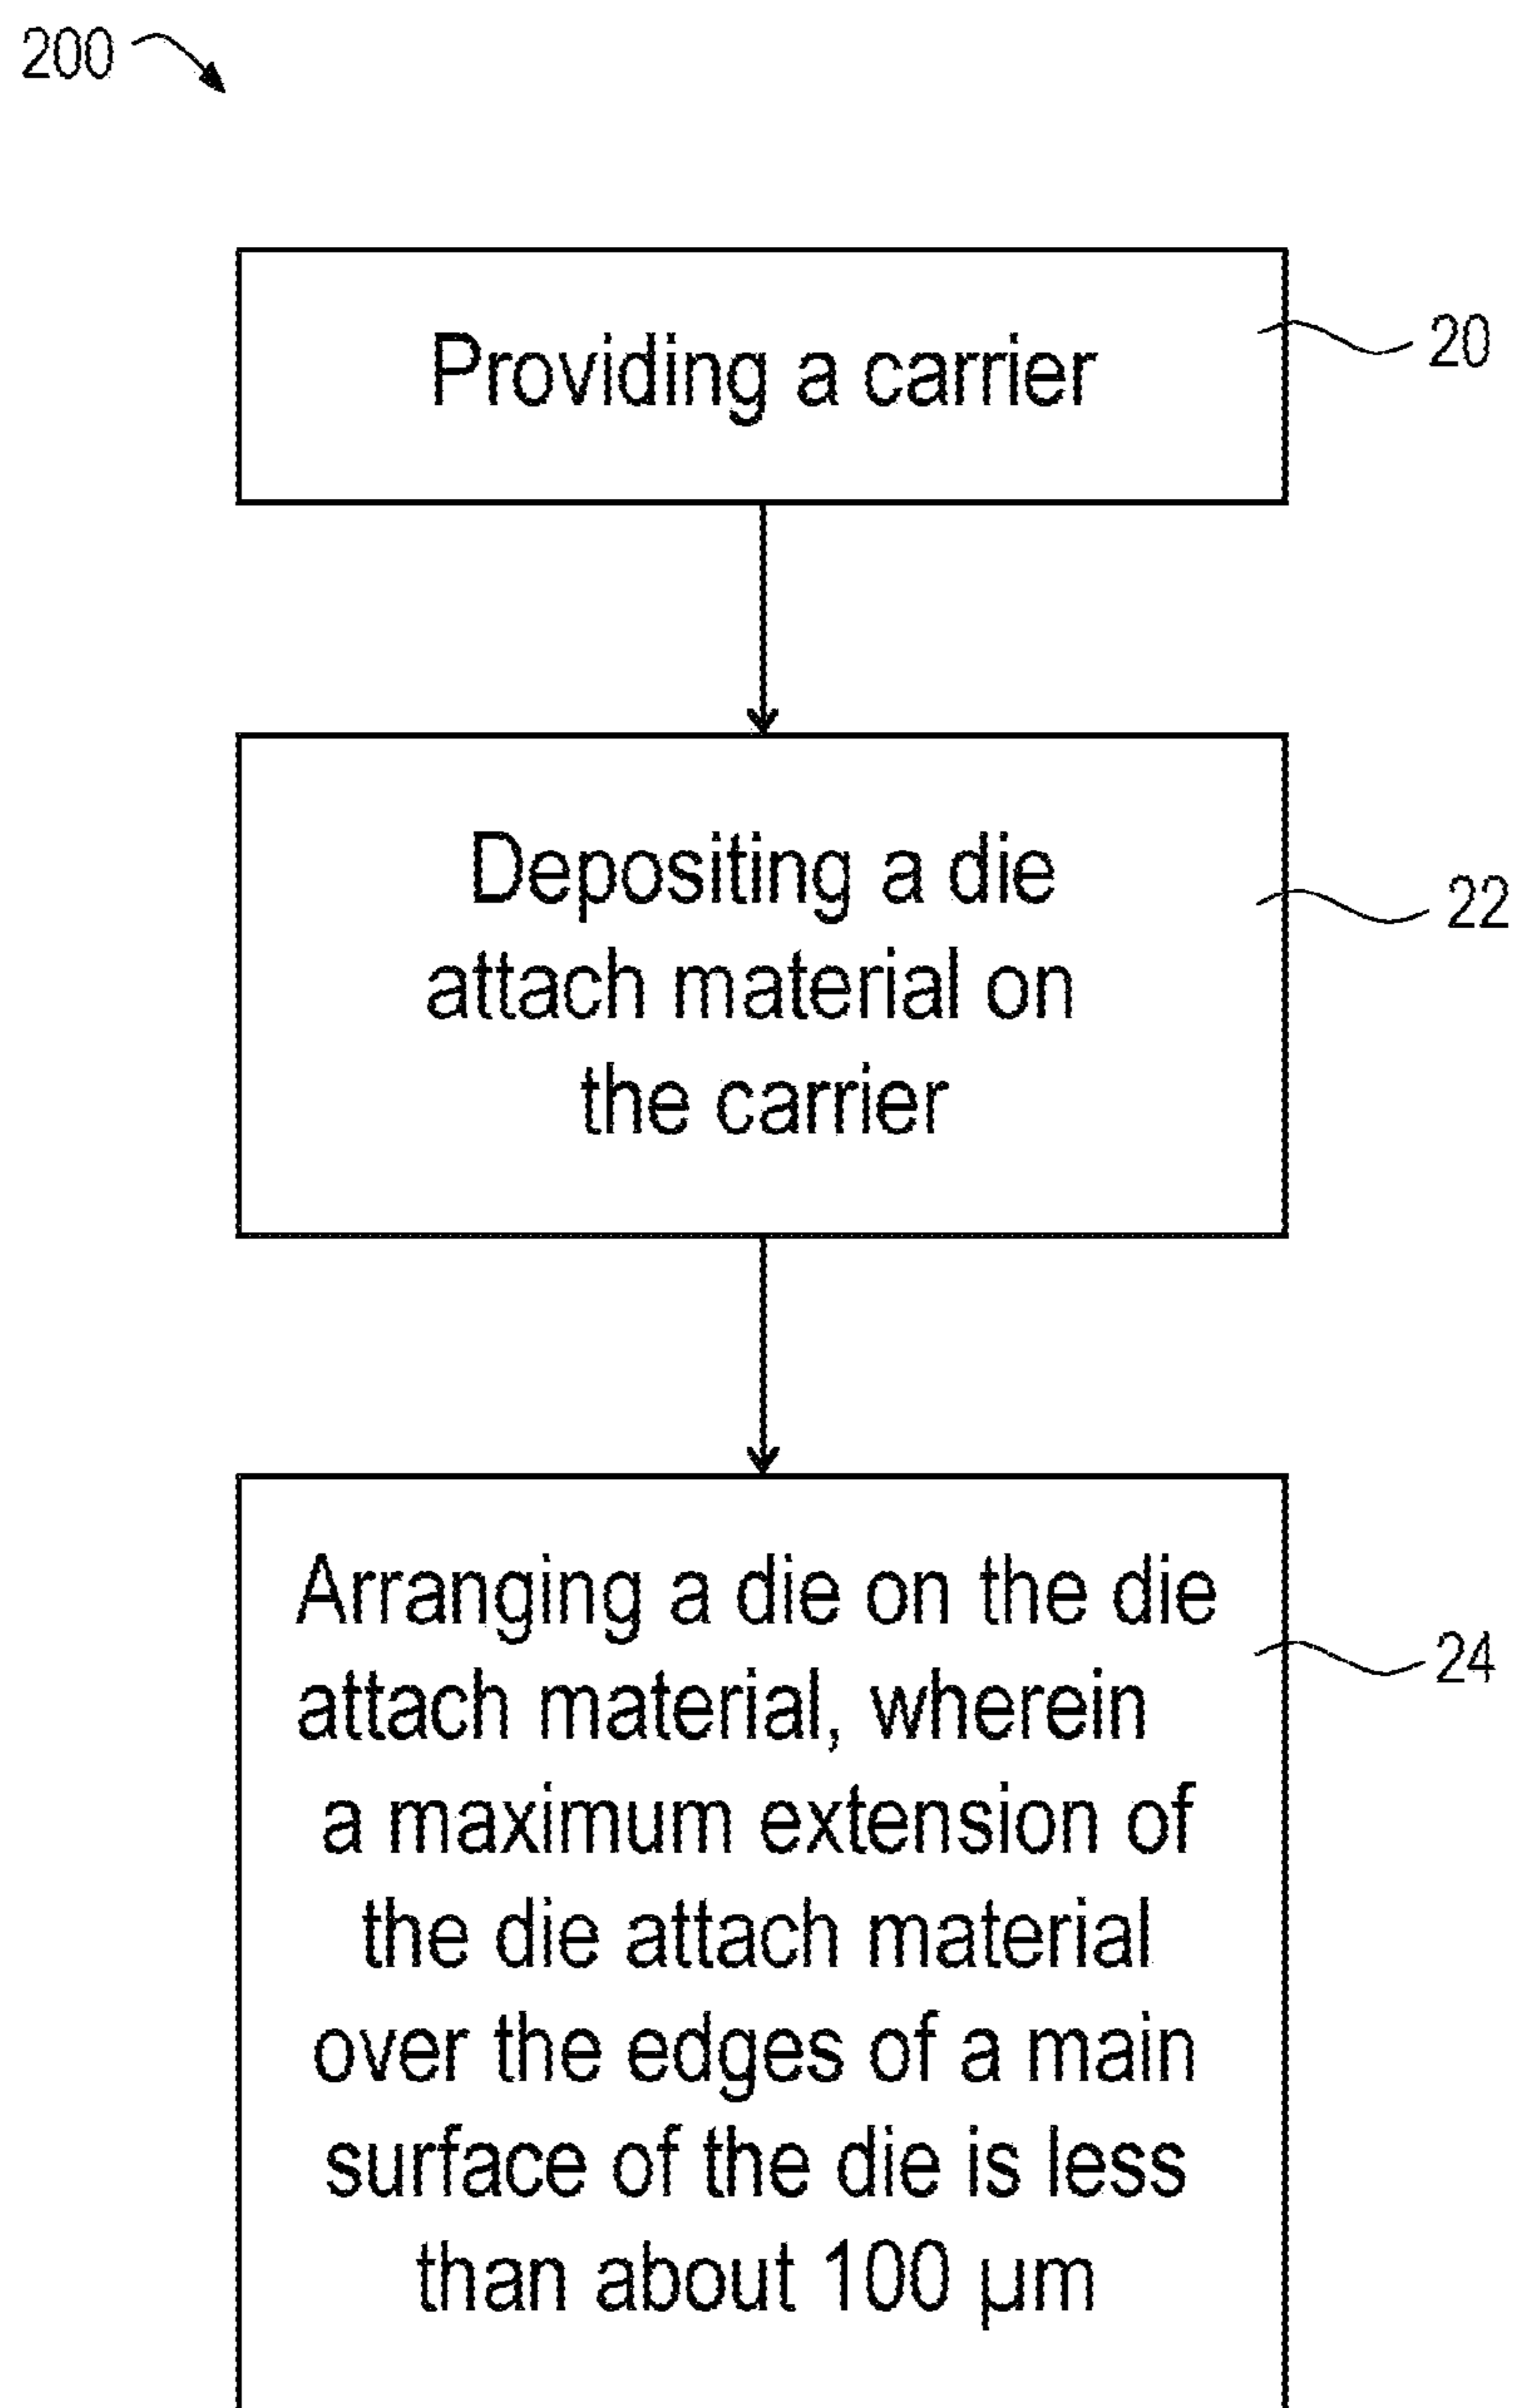 200
Providing a carrier
20
Depositing a die
attach material on
the carrier
22
Arranging a die on the die
attach material, wherein
a maximum extension of
the die attach material
over the edges of a main
surface of the die is less
than about 100 µm
24